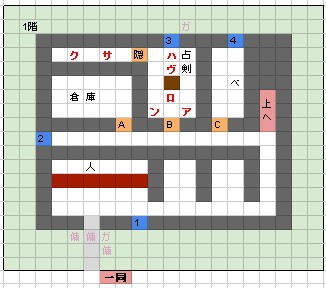 1階 ガ
3 4
ク サ 隠 ハ 占
ヴ 剣 ペ
倉 庫 ロ 上
へ
A ン B ア C
2
人
1
傭 傭 ガ
傭
一同